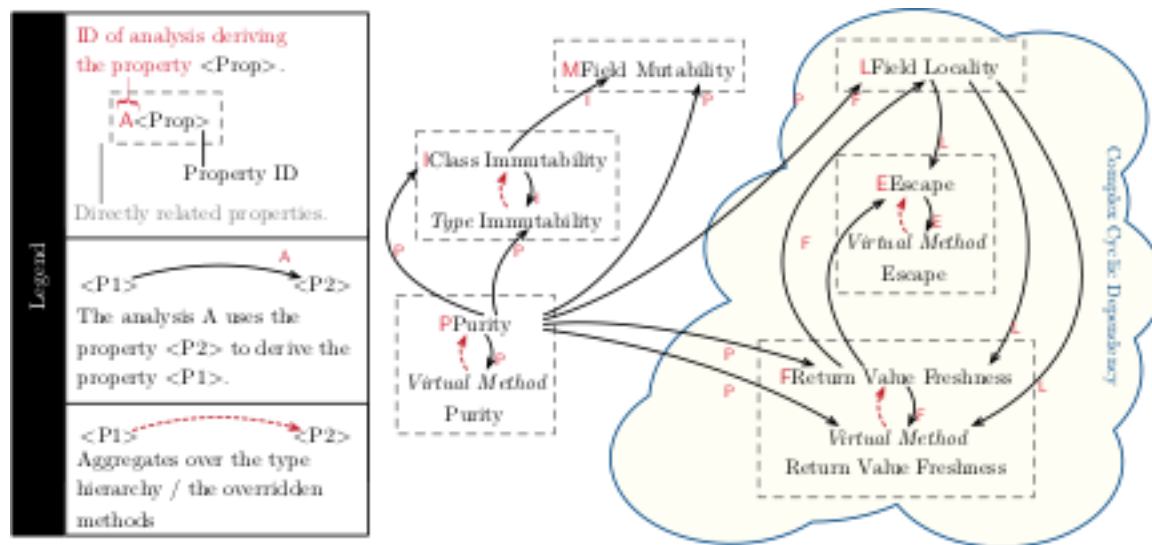 Legend
ID of analysis deriving
the property <Prop>.
A<Prop>
Property ID
Directly related properties.
A
<P1> <P2>
The analysis A uses the
property <P2> to derive the
property <P1>.
<P1> <P2>
Aggregates over the type
hierarchy / the overridden
methods
MField Mutability
I
P
IClass Immutability
I
Type Immutability
P
P
PPurity
P
Virtual Method
Purity
P
F
LField Locality
L
EEscape
E
Virtual Method
Escape
F
P
P
L
L
FReturn Value Freshness
F
Virtual Method
Return Value Freshness
Complex Cyclic Dependency